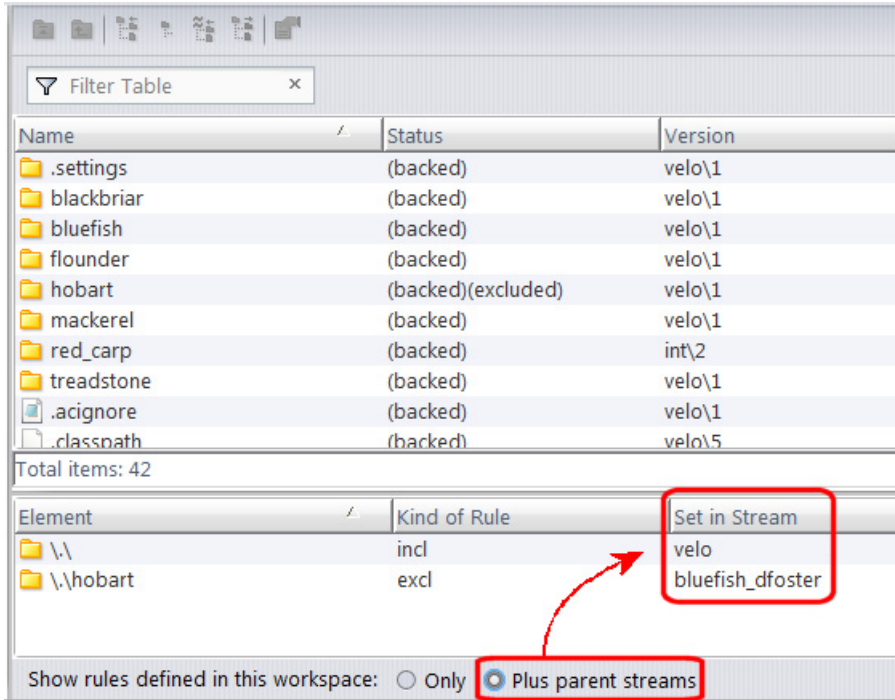 Filter Table ×
Name Status Version
.settings (backed) velo\1
blackbriar (backed) velo\1
bluefish (backed) velo\1
flounder (backed) velo\1
hobart (backed)(excluded) velo\1
mackerel (backed) velo\1
red_carp (backed) int\2
treadstone (backed) velo\1
.acignore (backed) velo\1
.classpath (backed) velo\5
Total items: 42
Element Kind of Rule Set in Stream
\.\ incl velo
\.\hobart excl bluefish_dfoster
Show rules defined in this workspace: Only Plus parent streams